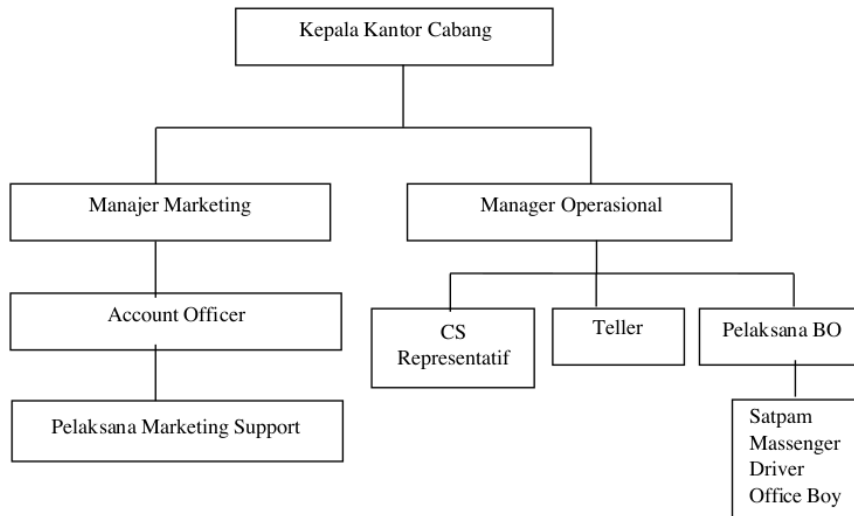 Kepala Kantor Cabang
Manajer Marketing
Manager Operasional
Account Officer
CS
Representatif
Teller
Pelaksana BO
Pelaksana Marketing Support
Satpam
Massenger
Driver
Office Boy